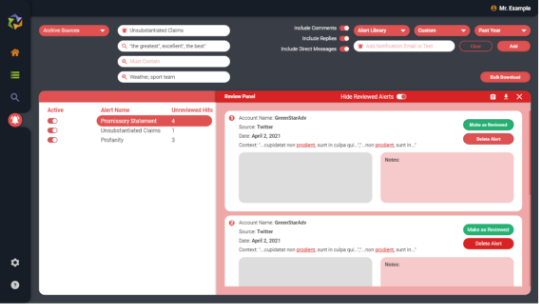 Mr. Example
Archive Sources
Unsubstantiated Claims
Include Comments
Alert Library
Custom
Past Year
"the greatest", excellent", the best"
Include Replies
Include Direct Messages
Add Notification Email or Text
Clear
Add
Must Contain
Weather, sport team
Bulk Download
Review Panel
Hide Reviewed Alerts
Active
Alert Name
Unreviewed Hits
Promissory Statement
4
Unsubstantiated Claims
1
Profanity
3
Account Name: GreenStarAdv
Source: Twitter
Date: April 2, 2021
Context "...cupidatet non proident, sunt in culpa qui..."...non proident, sunt in..."
Make as Reviewed
Delete Alert
Notes:
Account Name: GreenStarAdv
Source: Twitter
Date: April 2, 2021
Context "...cupidatet non proident, sunt in culpa qui..."...non proident, sunt in..."
Make as Reviewed
Delete Alert
Notes: